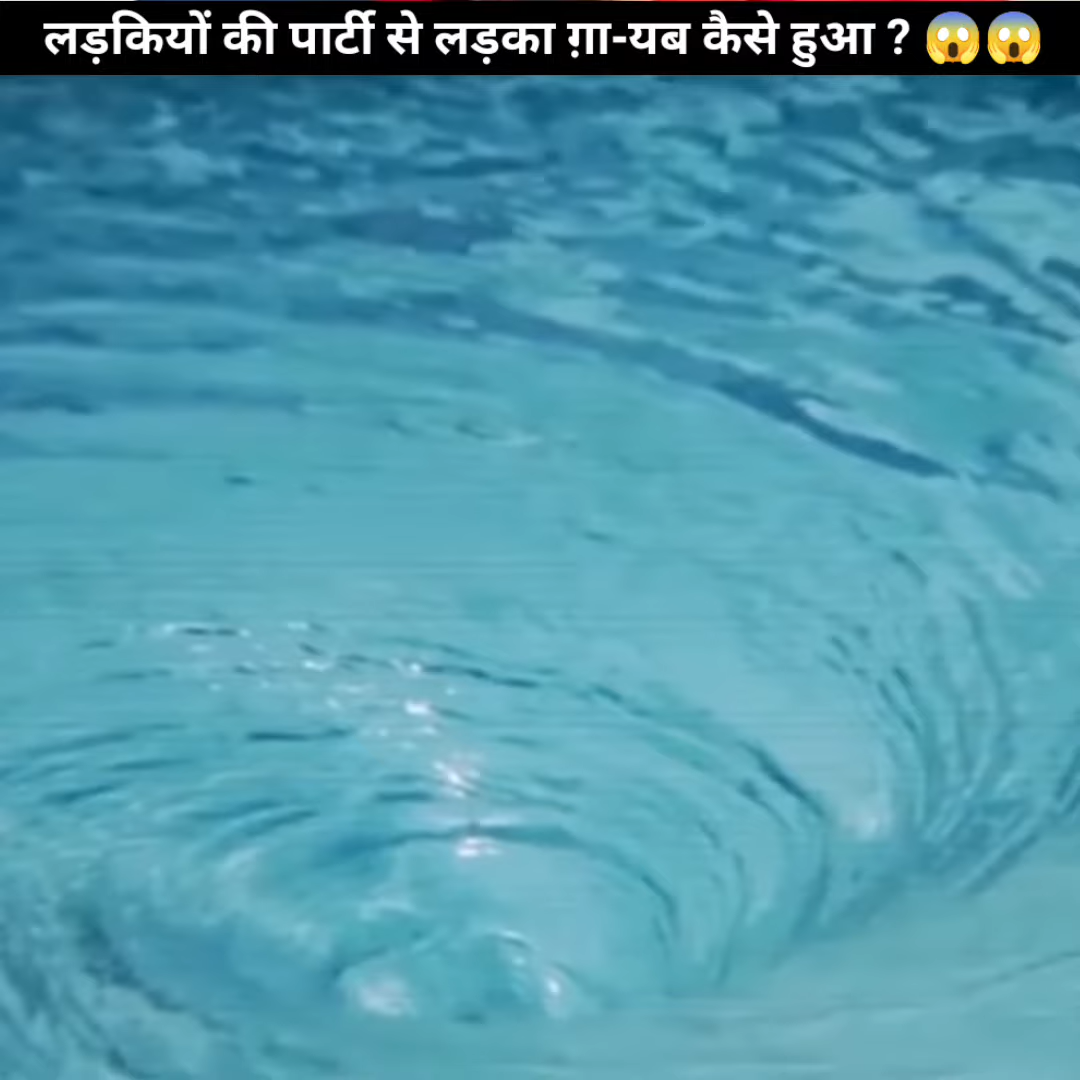 लड़कियों की पार्टी से लड़का ग़ा-यब कैसे हुआ ? 😱😱